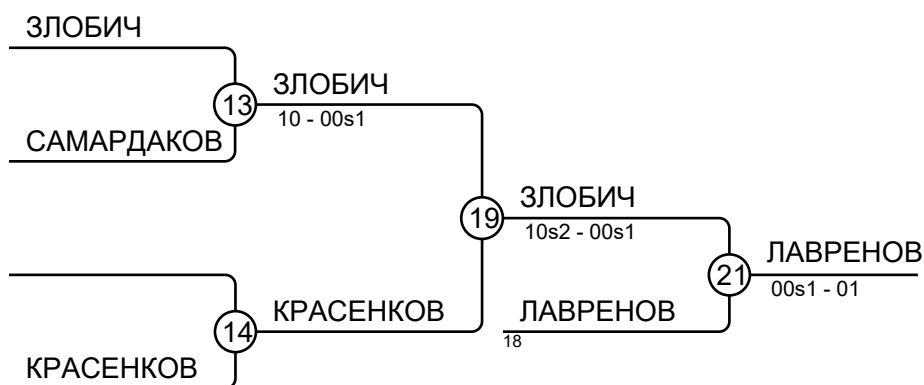 ЗЛОБИЧ
13
ЗЛОБИЧ
10 - 00s1
САМАРДАКОВ
19
ЗЛОБИЧ
10s2 - 00s1
21
ЛАВРЕНОВ
00s1 - 01
14
КРАСЕНКОВ
ЛАВРЕНОВ
18
КРАСЕНКОВ